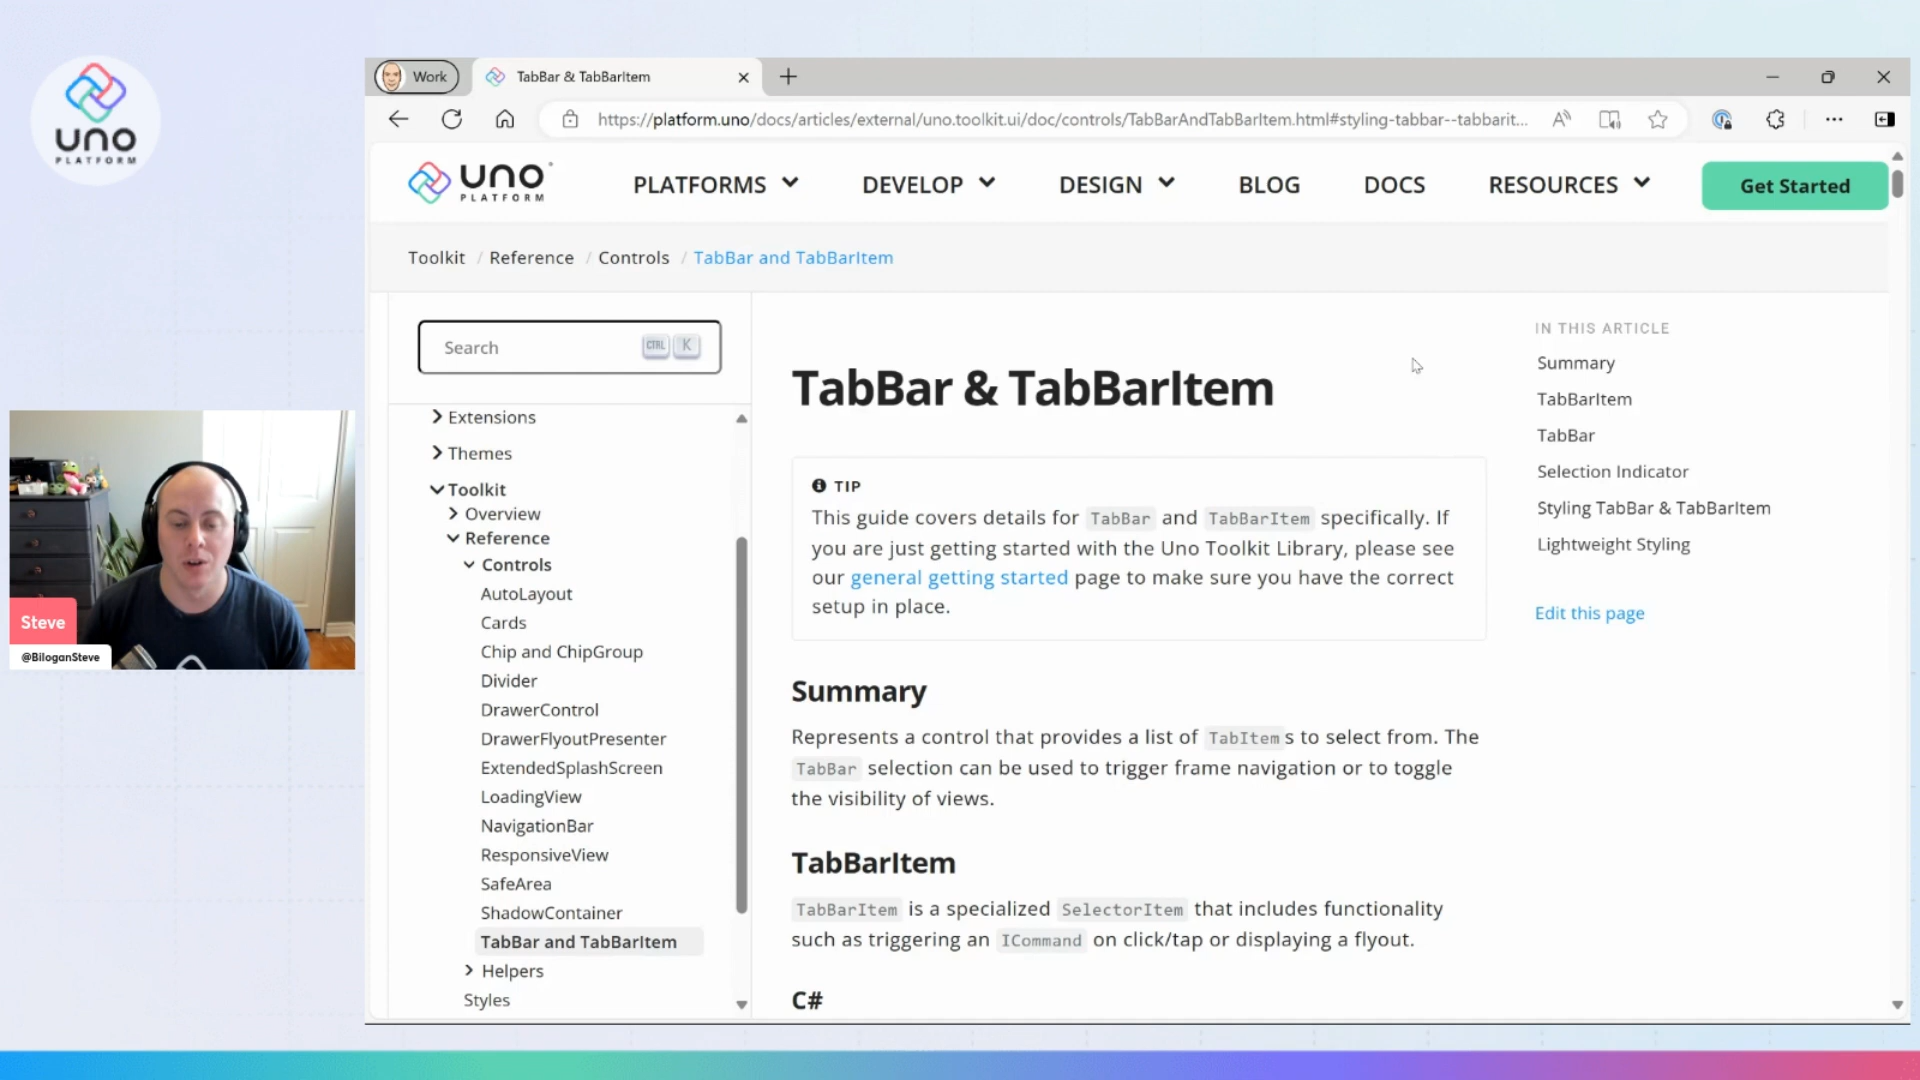 uno
PLATFORM
Work
TabBar & TabBarItem
https://platform.uno/docs/articles/external/uno.toolkit.ui/doc/controls/TabBarAndTabBarItem.html#styling-tabbar--tabbarit...
uno
PLATFORM
PLATFORMS
DEVELOP
DESIGN
BLOG
DOCS
RESOURCES
Get Started
Toolkit / Reference / Controls / TabBar and TabBarItem
Search
CTRL K
Extensions
Themes
Toolkit
Overview
Reference
Controls
AutoLayout
Cards
Chip and ChipGroup
Divider
DrawerControl
DrawerFlyoutPresenter
ExtendedSplashScreen
LoadingView
NavigationBar
ResponsiveView
SafeArea
ShadowContainer
TabBar and TabBarItem
Helpers
Styles
TabBar & TabBarItem
TIP
This guide covers details for TabBar and TabBarItem specifically. If
you are just getting started with the Uno Toolkit Library, please see
our general getting started page to make sure you have the correct
setup in place.
Summary
Represents a control that provides a list of TabItems to select from. The
TabBar selection can be used to trigger frame navigation or to toggle
the visibility of views.
TabBarItem
TabBarItem is a specialized SelectorItem that includes functionality
such as triggering an ICommand on click/tap or displaying a flyout.
C#
IN THIS ARTICLE
Summary
TabBarItem
TabBar
Selection Indicator
Styling TabBar & TabBarItem
Lightweight Styling
Edit this page
Steve
@BiloganSteve